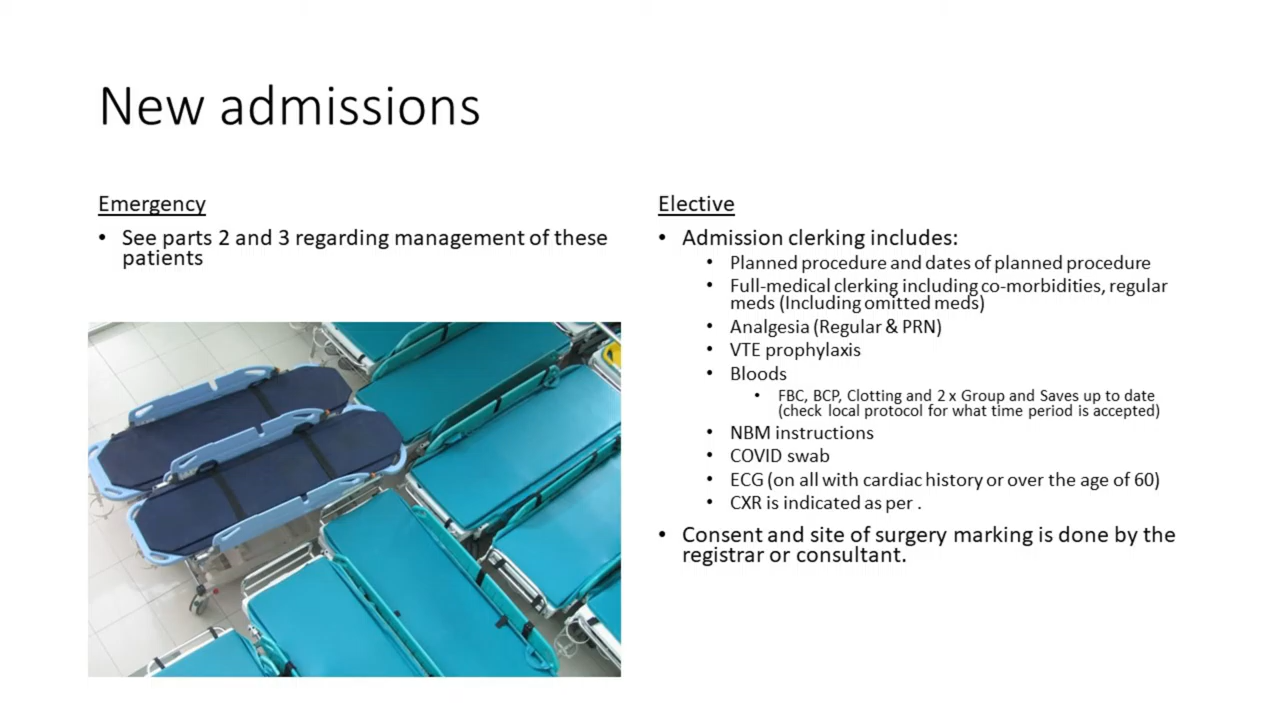 New admissions
Emergency
• See parts 2 and 3 regarding management of these
patients
Elective
• Admission clerking includes:
• Planned procedure and dates of planned procedure
• Full-medical clerking including co-morbidities, regular
meds (Including omitted meds)
• Analgesia (Regular & PRN)
• VTE prophylaxis
• Bloods
• FBC, BCP, Clotting and 2 x Group and Saves up to date
(check local protocol for what time period is accepted)
• NBM instructions
• COVID swab
• ECG (on all with cardiac history or over the age of 60)
• CXR is indicated as per .
• Consent and site of surgery marking is done by the
registrar or consultant.